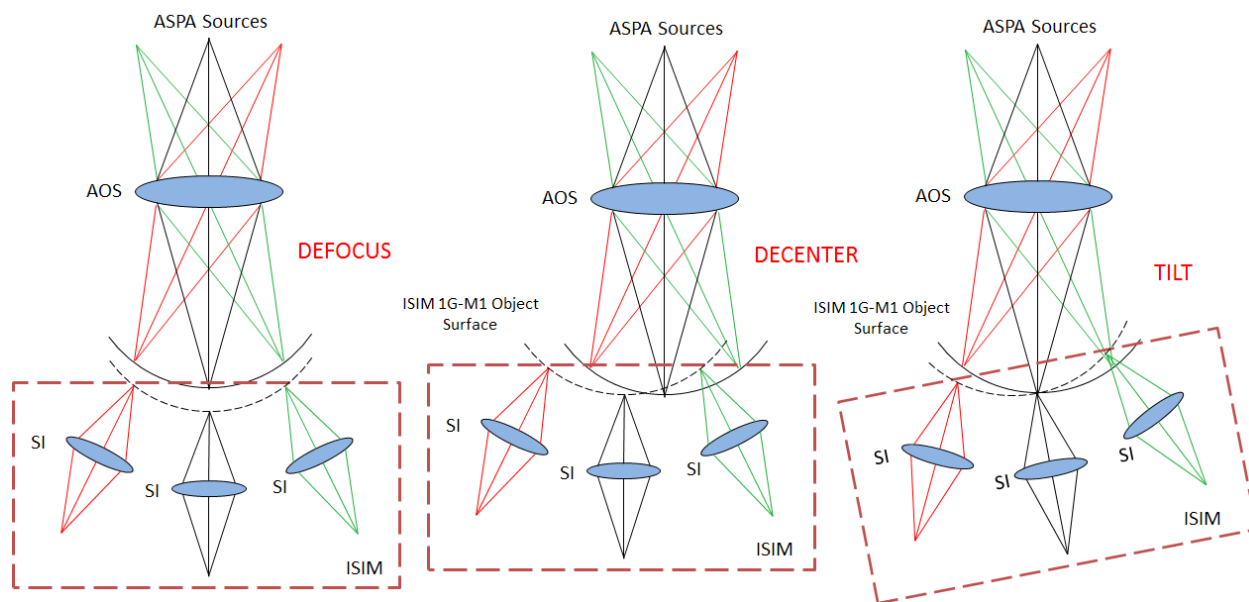 ASPA Sources
AOS
DEFOCUS
SI
SI
SI
ISIM
ASPA Sources
AOS
DECENTER
ISIM 1G-M1 Object
Surface
SI
SI
SI
ISIM
ASPA Sources
AOS
TILT
ISIM 1G-M1 Object
Surface
SI
SI
SI
ISIM